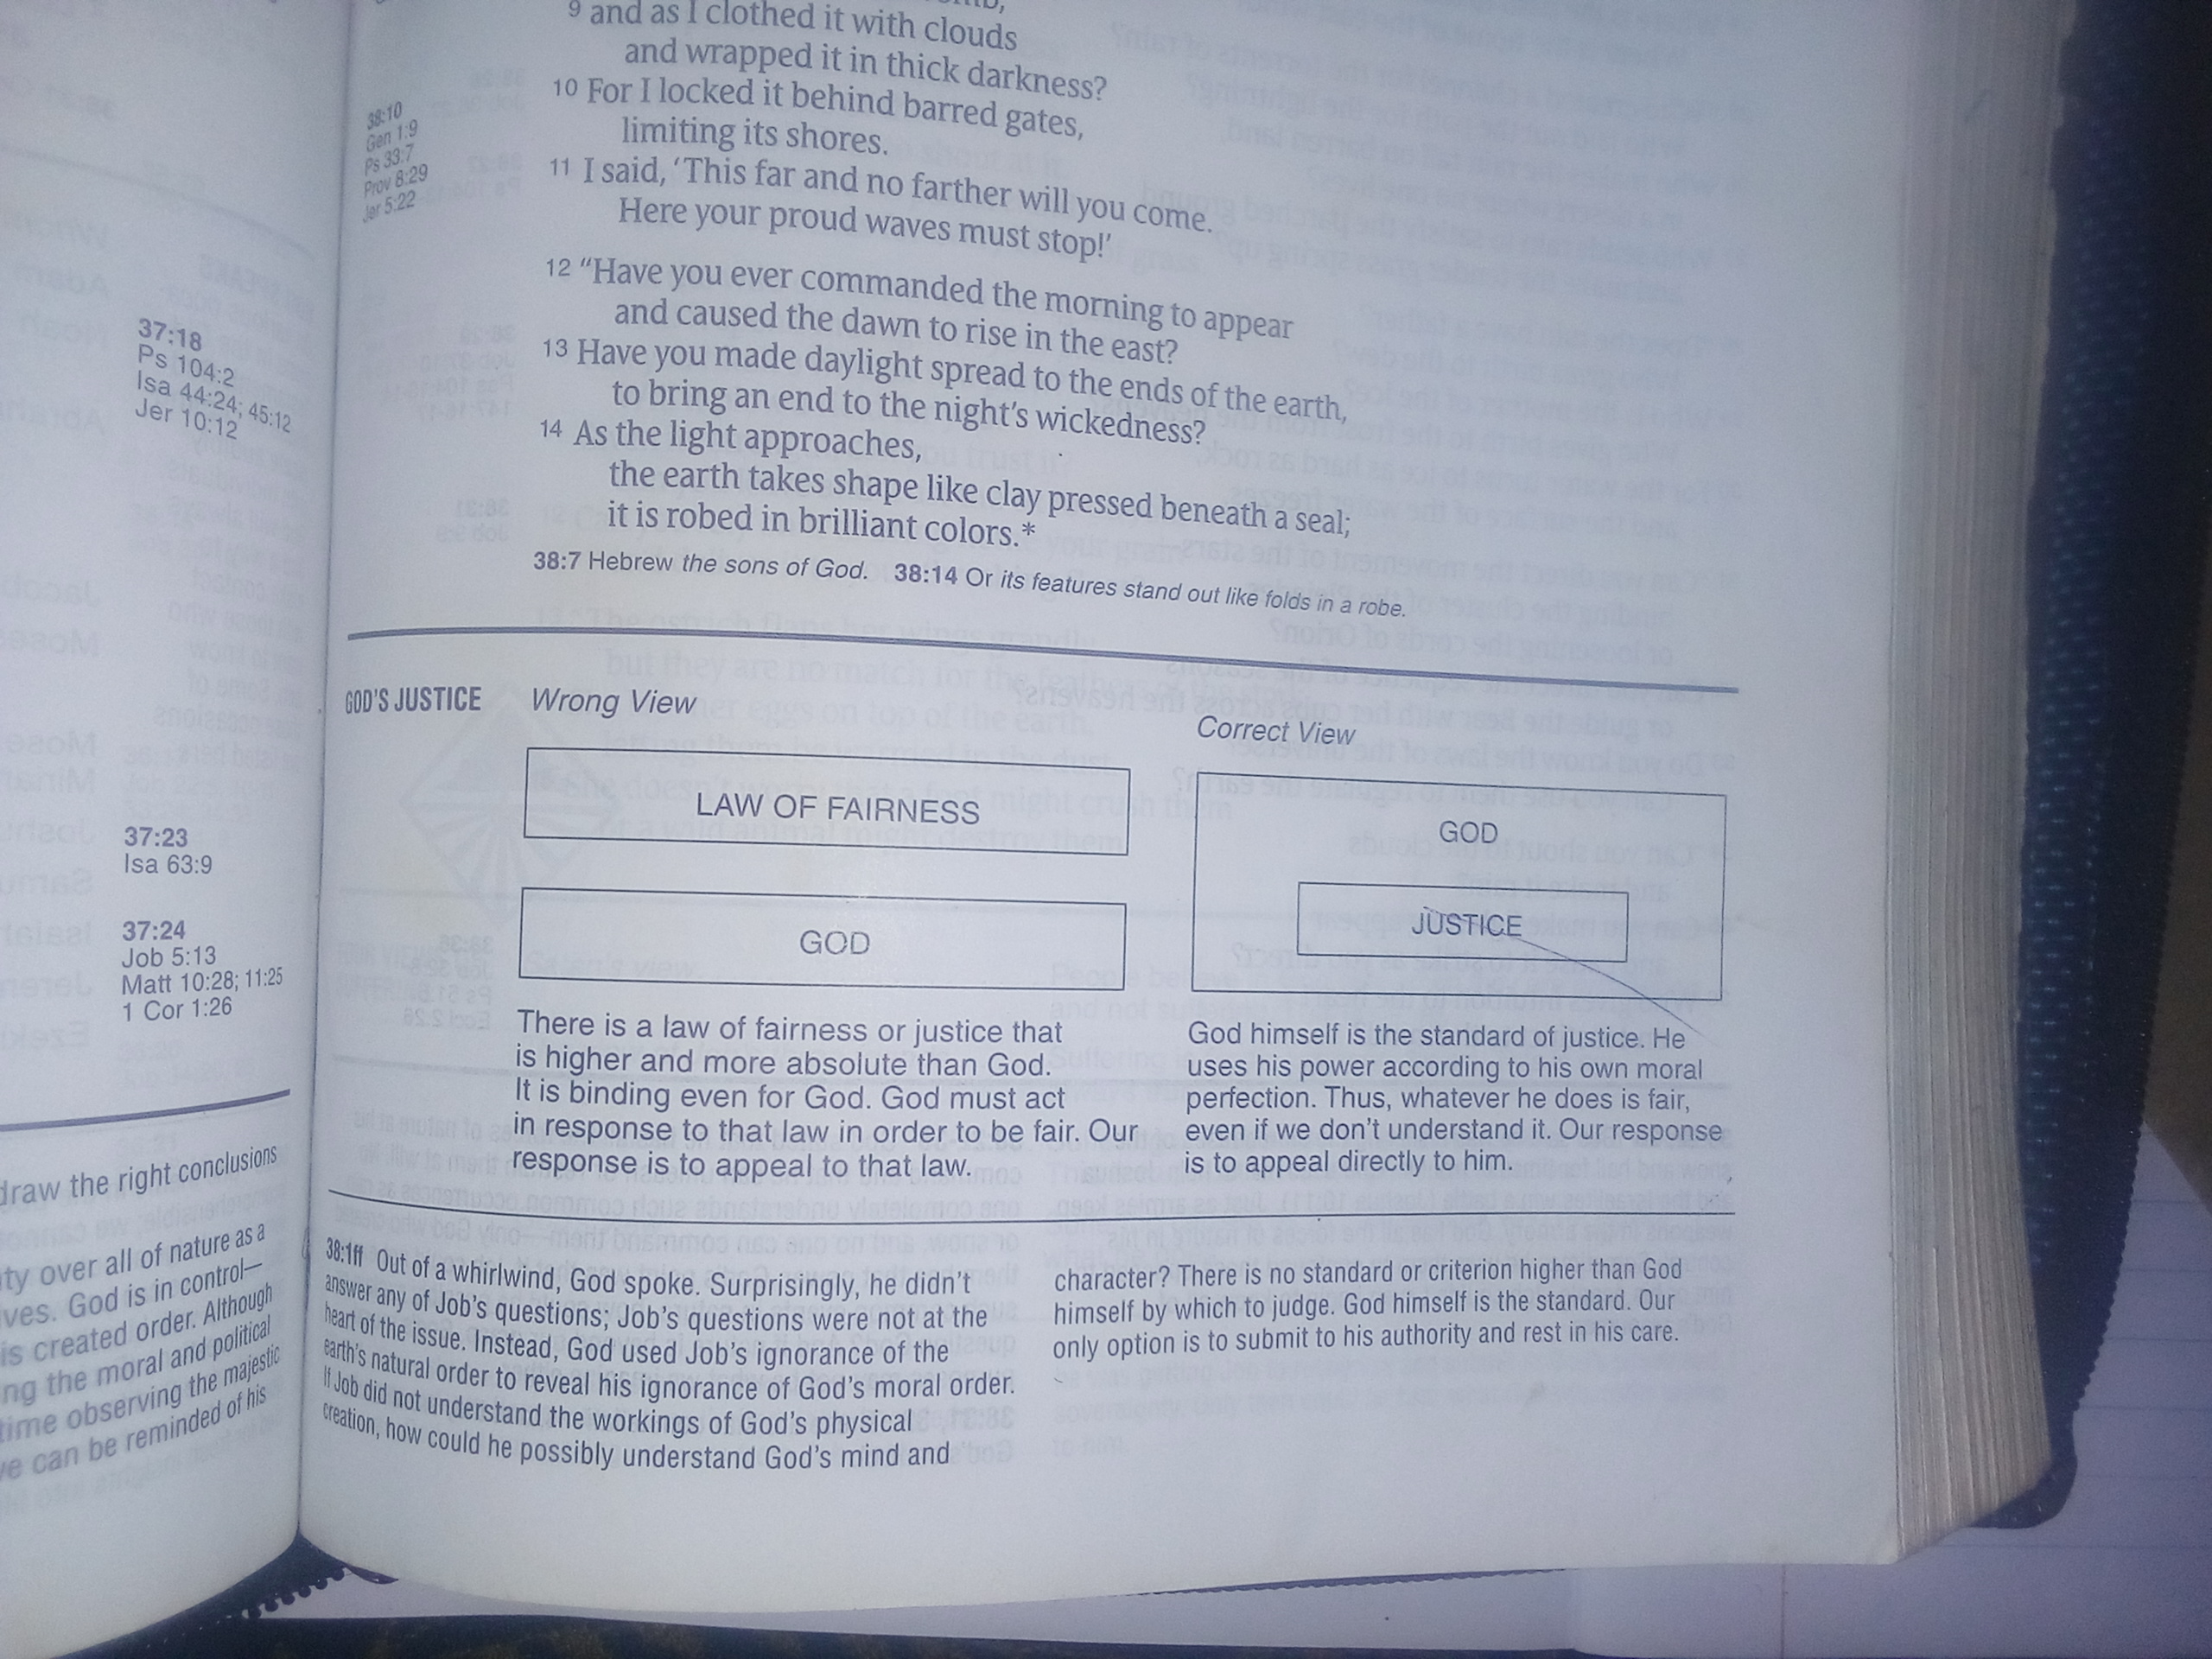 37:18
Ps 104:2
Isa 44:24; 45:12
Jer 10:12
37:23
Isa 63:9
37:24
Job 5:13
Matt 10:28; 11:25
1 Cor 1:26
draw the right conclusions
ty over all of nature as a
ves. God is in control—
is created order. Although
ng the moral and political
time observing the majestic
e can be reminded of his
38:10
Gen 1:9
Ps 33:7
Prov 8:29
Jer 5:22
9 and as I clothed it with clouds
and wrapped it in thick darkness?
10 For I locked it behind barred gates,
limiting its shores.
11 I said, ‘This far and no farther will you come.
Here your proud waves must stop!’
12 “Have you ever commanded the morning to appear
and caused the dawn to rise in the east?
13 Have you made daylight spread to the ends of the earth,
to bring an end to the night’s wickedness?
14 As the light approaches,
the earth takes shape like clay pressed beneath a seal;
it is robed in brilliant colors.*
38:7 Hebrew the sons of God. 38:14 Or its features stand out like folds in a robe.
GOD’S JUSTICE
Wrong View
LAW OF FAIRNESS
GOD
There is a law of fairness or justice that
is higher and more absolute than God.
It is binding even for God. God must act
in response to that law in order to be fair. Our
response is to appeal to that law.
Correct View
GOD
JUSTICE
God himself is the standard of justice. He
uses his power according to his own moral
perfection. Thus, whatever he does is fair,
even if we don’t understand it. Our response
is to appeal directly to him.
38:1ff Out of a whirlwind, God spoke. Surprisingly, he didn’t
answer any of Job’s questions; Job’s questions were not at the
heart of the issue. Instead, God used Job’s ignorance of the
earth’s natural order to reveal his ignorance of God’s moral order.
If Job did not understand the workings of God’s physical
creation, how could he possibly understand God’s mind and
character? There is no standard or criterion higher than God
himself by which to judge. God himself is the standard. Our
only option is to submit to his authority and rest in his care.